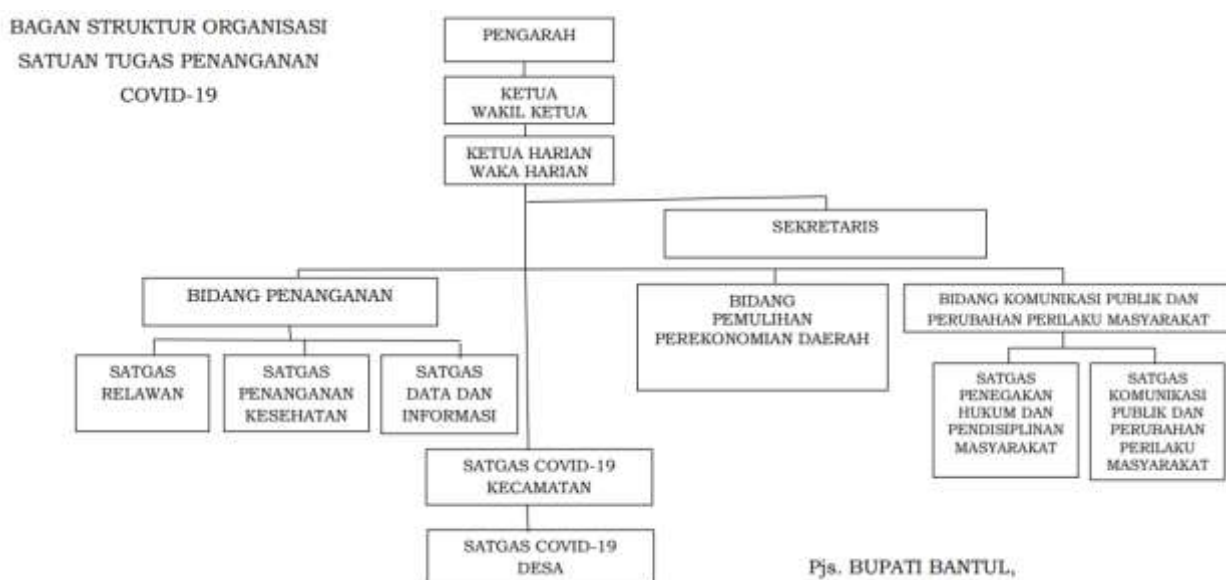 BAGAN STRUKTUR ORGANISASI
SATUAN TUGAS PENANGANAN
COVID-19
PENGARAH
KETUA
WAKIL KETUA
KETUA HARIAN
WAKA HARIAN
SEKRETARIS
BIDANG PENANGANAN
BIDANG
PEMULIHAN
PEREKONOMIAN DAERAH
BIDANG KOMUNIKASI PUBLIK DAN
PERUBAHAN PERILAKU MASYARAKAT
SATGAS
RELAWAN
SATGAS
PENANGANAN
KESEHATAN
SATGAS
DATA DAN
INFORMASI
SATGAS
PENEGAKAN
HUKUM DAN
PENDISIPLINAN
MASYARAKAT
SATGAS
KOMUNIKASI
PUBLIK DAN
PERUBAHAN
PERILAKU
MASYARAKAT
SATGAS COVID-19
KECAMATAN
SATGAS COVID-19
DESA
Pjs. BUPATI BANTUL,